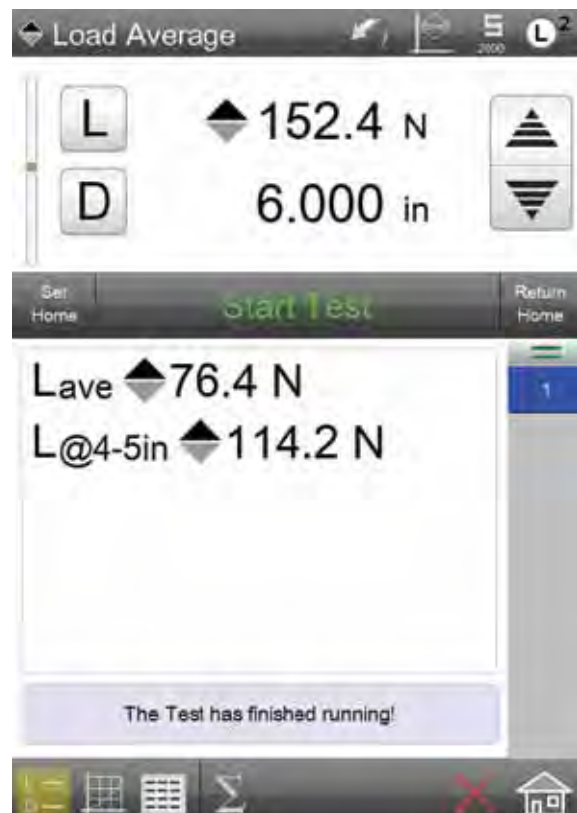 Load Average
S
2000
L2
L
152.4 N
D
6.000 in
Set
Home
Start Test
Return
Home
Lave 76.4 N
L@4-5in 114.2 N
1
The Test has finished running!
L
D
Σ